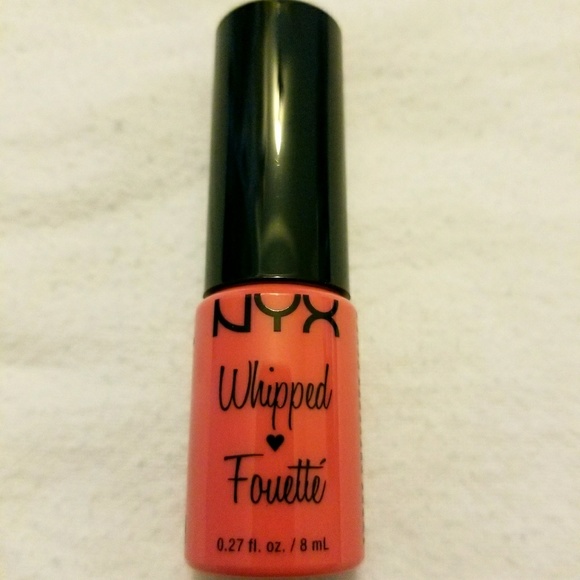 NYX
Whipped
♥
Fouetté
0.27 fl. oz. / 8 mL